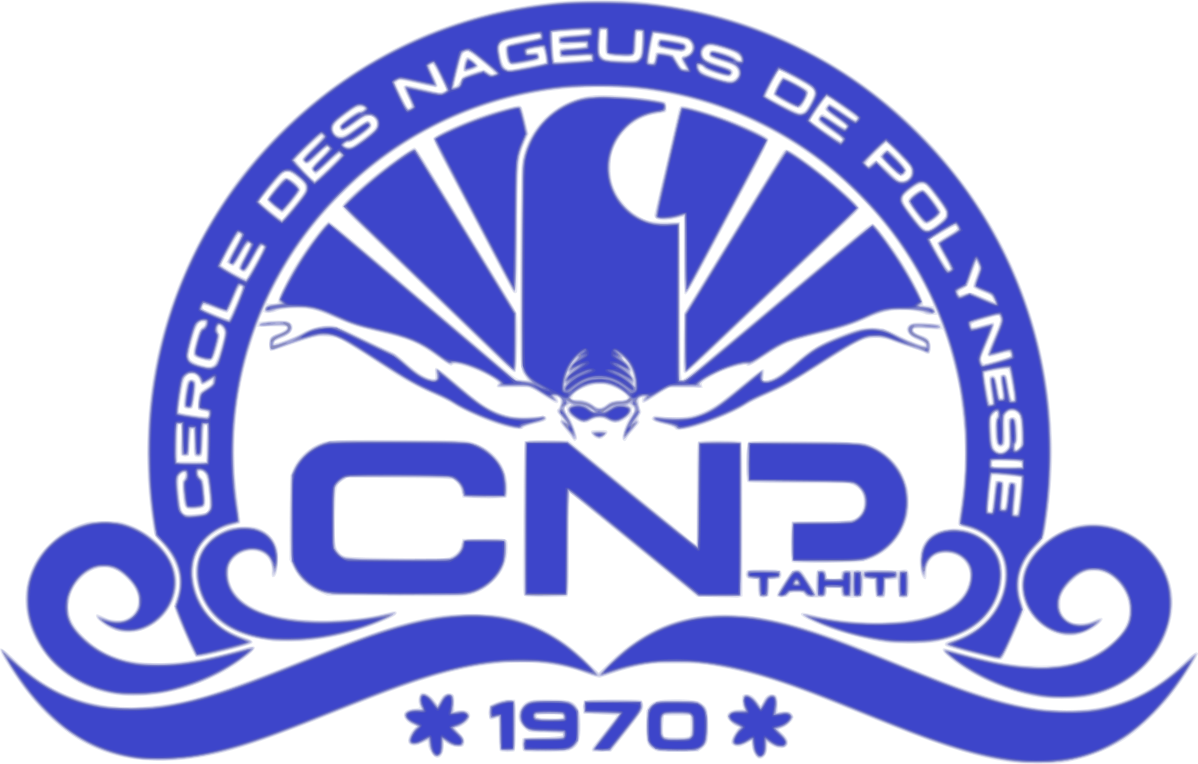 CERCLE DES NAGEURS DE POLYNESIE
CNP
TAHITI
1970